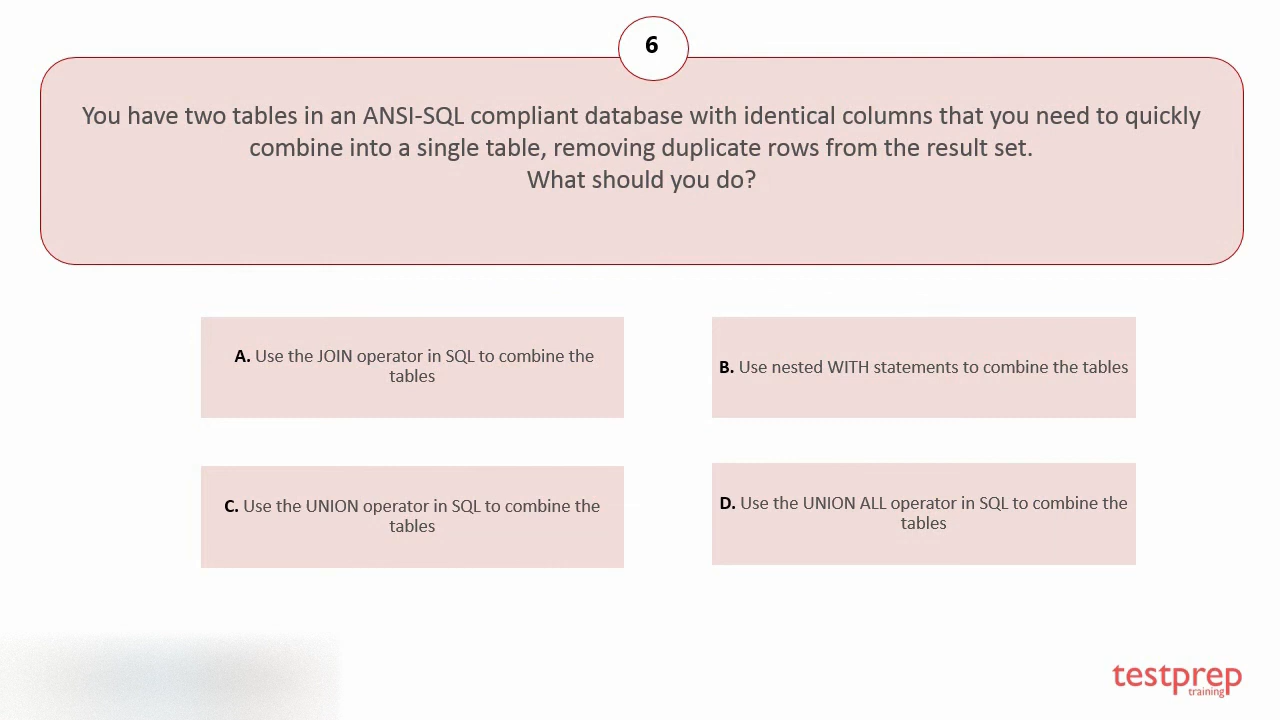 6
You have two tables in an ANSI-SQL compliant database with identical columns that you need to quickly
combine into a single table, removing duplicate rows from the result set.
What should you do?
A. Use the JOIN operator in SQL to combine the
tables
B. Use nested WITH statements to combine the tables
C. Use the UNION operator in SQL to combine the
tables
D. Use the UNION ALL operator in SQL to combine the
tables
testprep
training